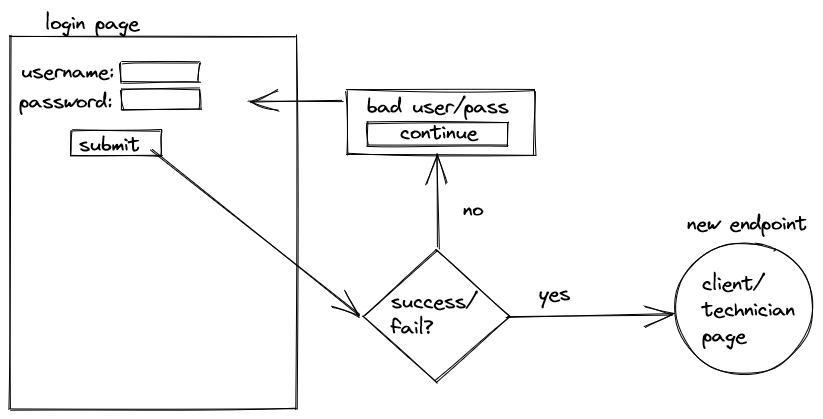 login page
username:
password:
submit
bad user/pass
continue
no
success/
fail?
yes
new endpoint
client/
technician
page